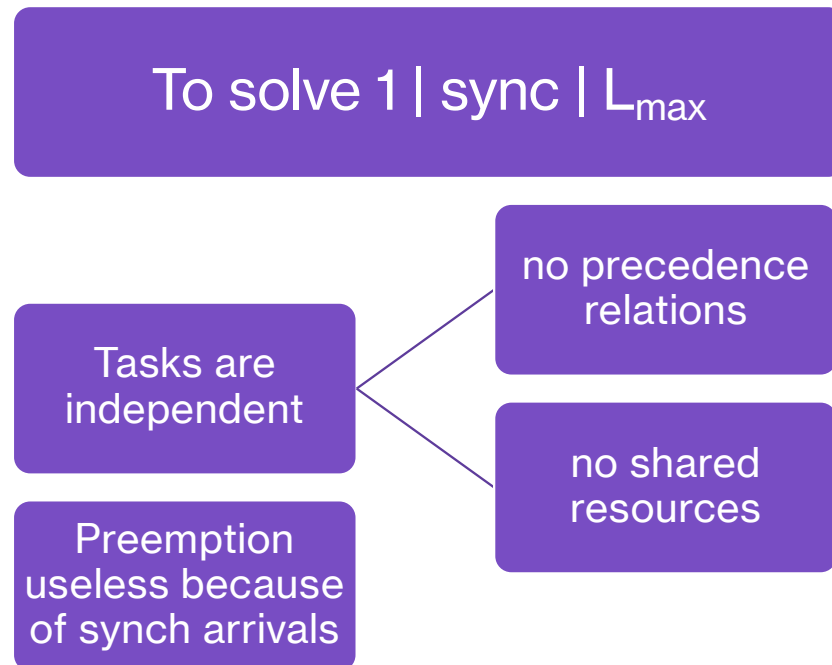 To solve 1 | sync | Lmax
no precedence
relations
Tasks are
independent
no shared
resources
Preemption
useless because
of synch arrivals